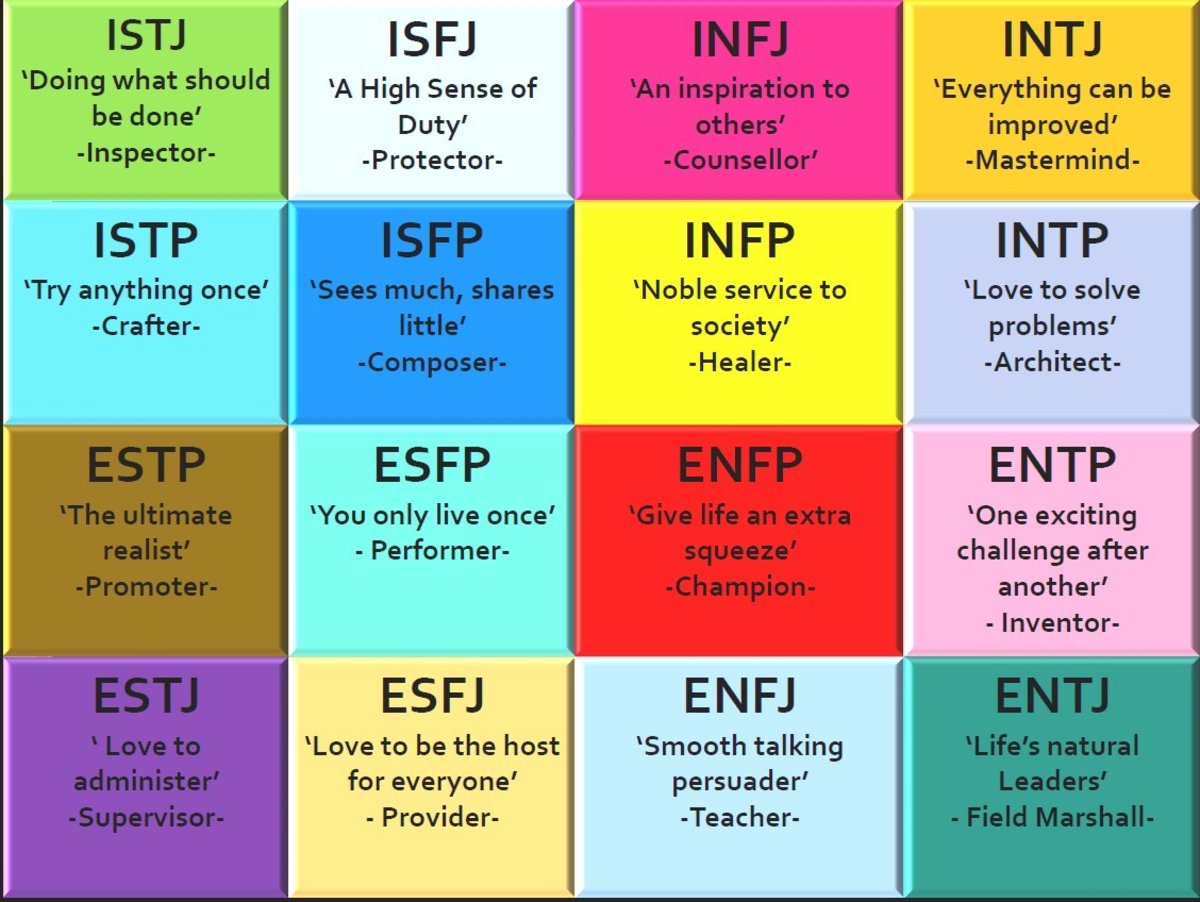 ISTJ
‘Doing what should
be done’
-Inspector-
ISFJ
‘A High Sense of
Duty’
-Protector-
INFJ
‘An inspiration to
others’
-Counsellor’
INTJ
‘Everything can be
improved’
-Mastermind-
ISTP
‘Try anything once’
-Crafter-
ISFP
‘Sees much, shares
little’
-Composer-
INFP
‘Noble service to
society’
-Healer-
INTP
‘Love to solve
problems’
-Architect-
ESTP
‘The ultimate
realist’
-Promoter-
ESFP
‘You only live once’
- Performer-
ENFP
‘Give life an extra
squeeze’
-Champion-
ENTP
‘One exciting
challenge after
another’
- Inventor-
ESTJ
‘ Love to
administer’
-Supervisor-
ESFJ
‘Love to be the host
for everyone’
- Provider-
ENFJ
‘Smooth talking
persuader’
-Teacher-
ENTJ
‘Life’s natural
Leaders’
- Field Marshall-